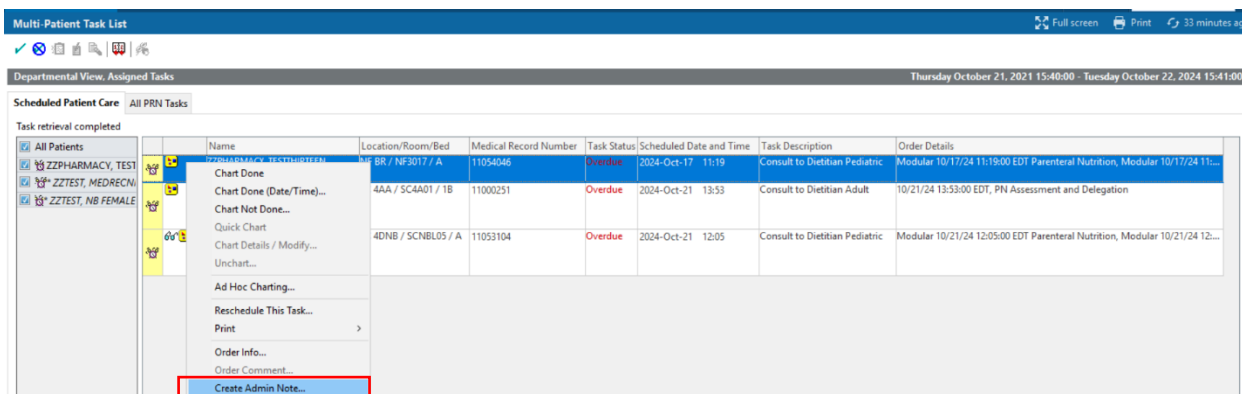 Multi-Patient Task List
Full screen Print 33 minutes ag
Departmental View, Assigned Tasks
Thursday October 21, 2021 15:40:00 - Tuesday October 22, 2024 15:41:00
Scheduled Patient Care All PRN Tasks
Task retrieval completed
All Patients
ZZPHARMACY, TEST
ZZTEST, MEDRECN
ZZTEST, NB FEMALE
Name Location/Room/Bed Medical Record Number Task Status Scheduled Date and Time Task Description Order Details
ZZPHARMACY, TESTTHIRTEEN NF BR / NF3017 / A 11054046 Overdue 2024-Oct-17 11:19 Consult to Dietitian Pediatric Modular 10/17/24 11:19:00 EDT Parenteral Nutrition, Modular 10/17/24 11:...
4AA / SC4A01 / 1B 11000251 Overdue 2024-Oct-21 13:53 Consult to Dietitian Adult 10/21/24 13:53:00 EDT, PN Assessment and Delegation
4DNB / SCNBL05 / A 11053104 Overdue 2024-Oct-21 12:05 Consult to Dietitian Pediatric Modular 10/21/24 12:05:00 EDT Parenteral Nutrition, Modular 10/21/24 12:...
Chart Done
Chart Done (Date/Time)...
Chart Not Done...
Quick Chart
Chart Details / Modify...
Unchart...
Ad Hoc Charting...
Reschedule This Task...
Print
Order Info...
Order Comment...
Create Admin Note...